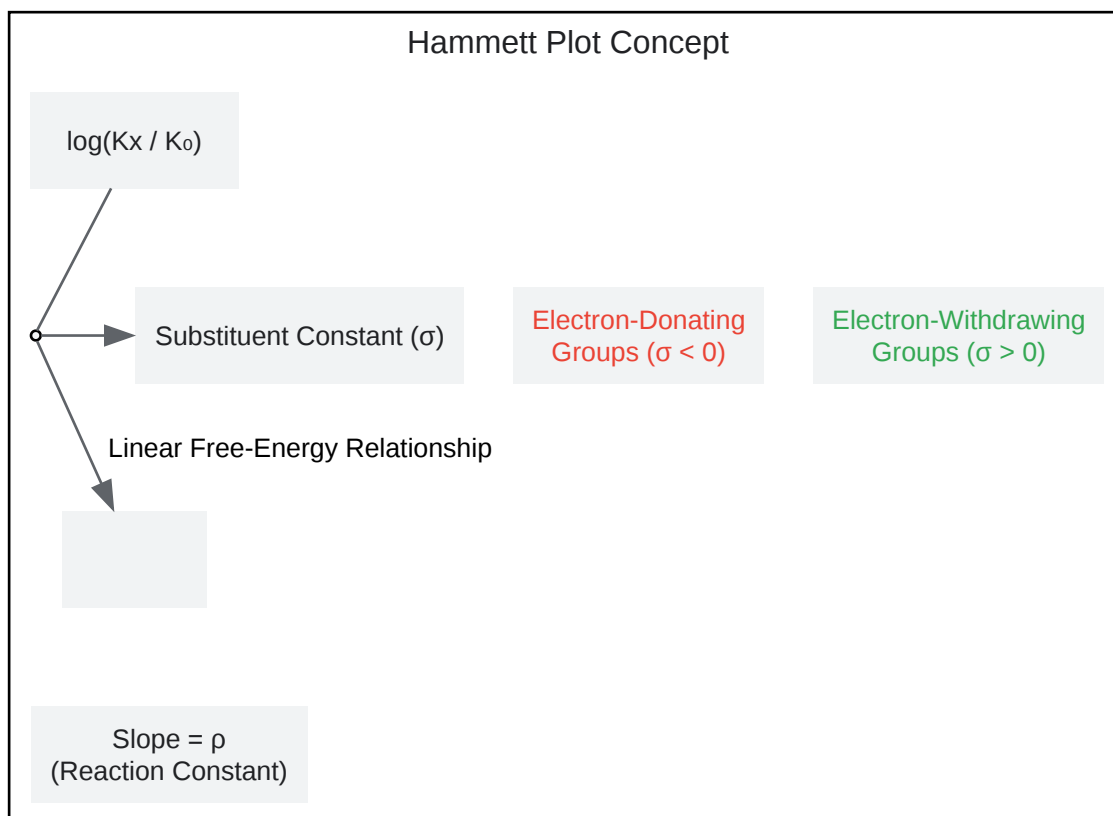 Hammett Plot Concept
log(Kx / K₀)
Substituent Constant (σ)
Electron-Donating
Groups (σ < 0)
Electron-Withdrawing
Groups (σ > 0)
Linear Free-Energy Relationship
Slope = ρ
(Reaction Constant)